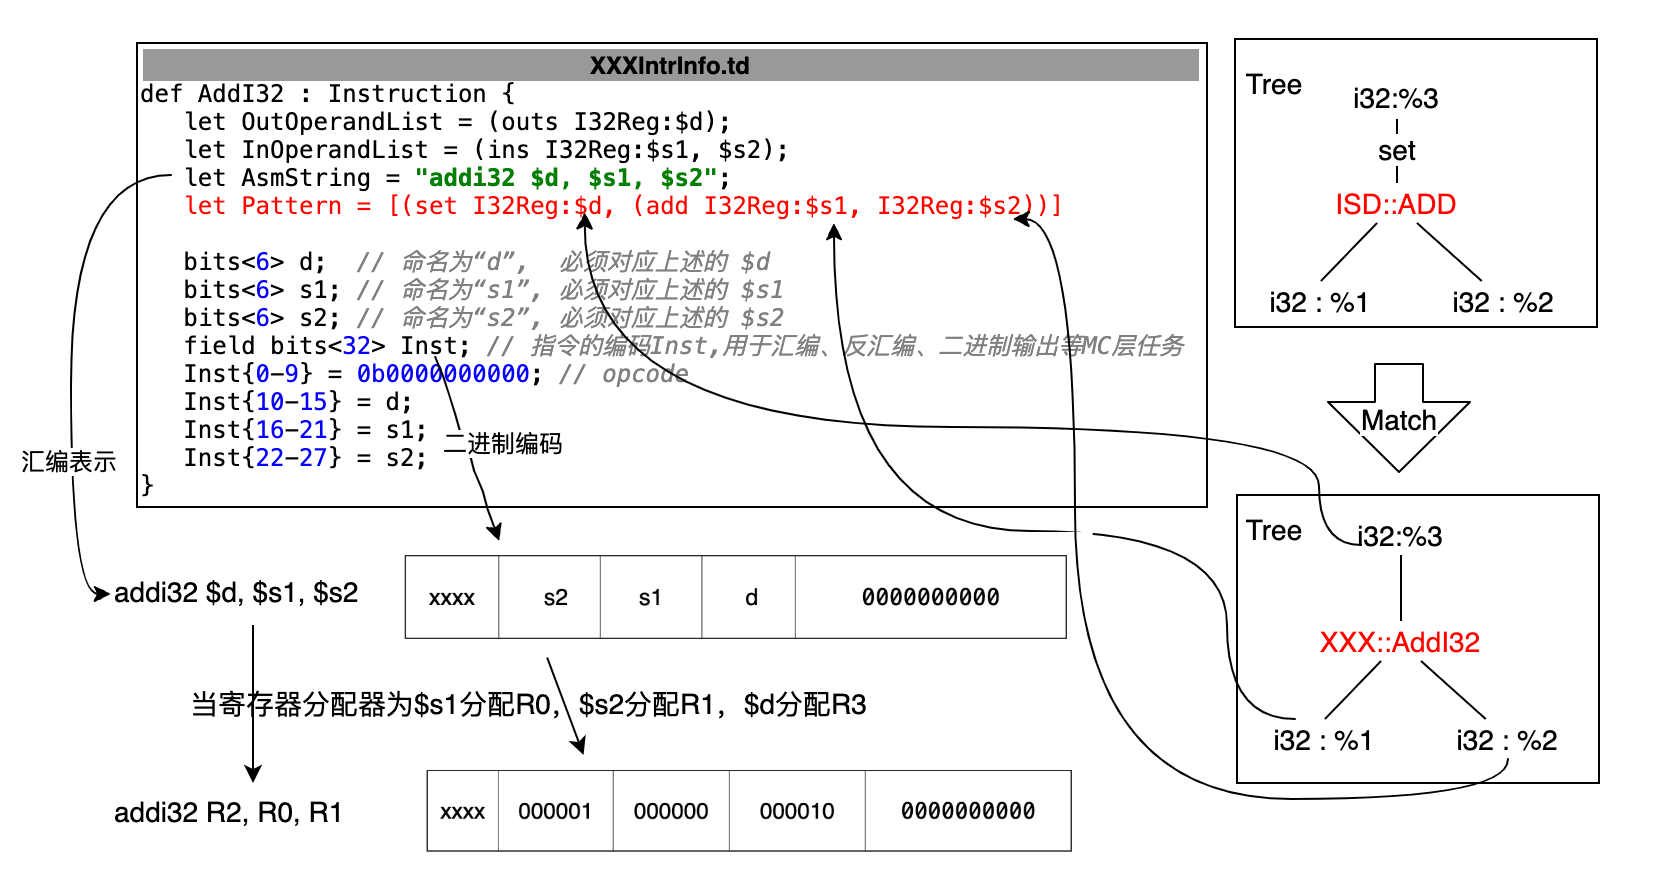 XXXIntrInfo.td
def AddI32 : Instruction {
let OutOperandList = (outs I32Reg:$d);
let InOperandList = (ins I32Reg:$s1, $s2);
let AsmString = "addi32 $d, $s1, $s2";
let Pattern = [(set I32Reg:$d, (add I32Reg:$s1, I32Reg:$s2))]
bits<6> d; // 命名为“d”, 必须对应上述的 $d
bits<6> s1; // 命名为“s1”, 必须对应上述的 $s1
bits<6> s2; // 命名为“s2”, 必须对应上述的 $s2
field bits<32> Inst; // 指令的编码Inst,用于汇编、反汇编、二进制输出等MC层任务
Inst{0-9} = 0b0000000000; // opcode
Inst{10-15} = d;
Inst{16-21} = s1;
Inst{22-27} = s2;
}
二进制编码
汇编表示
addi32 $d, $s1, $s2
xxxx s2 s1 d 0000000000
当寄存器分配器为$s1分配R0，$s2分配R1，$d分配R3
addi32 R2, R0, R1
xxxx 000001 000000 000010 0000000000
Tree
i32:%3
set
ISD::ADD
i32 : %1 i32 : %2
Match
Tree
i32:%3
XXX::AddI32
i32 : %1 i32 : %2